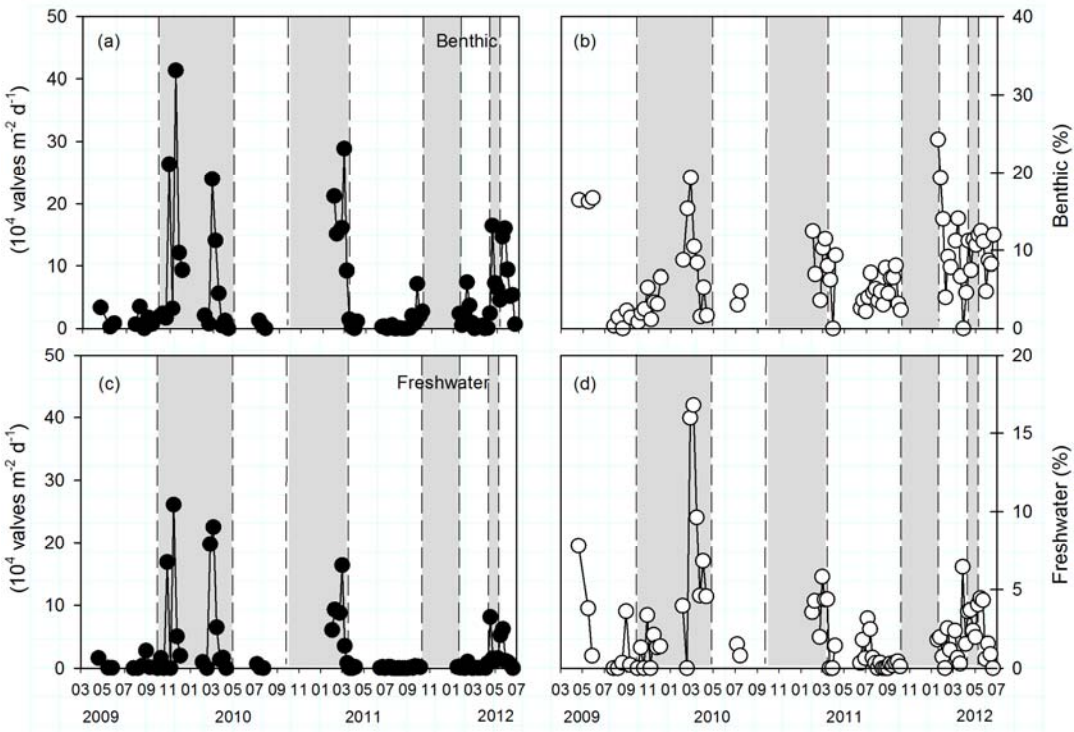 50 (a) Benthic (b) 40
40
30 30
20 20
10 10
0 0
(10⁴ valves m⁻² d⁻¹) Benthic (%)
50 (c) Freshwater (d) 20
40 15
30
20 10
10 5
0 0
(10⁴ valves m⁻² d⁻¹) Freshwater (%)
03 05 07 09 11 01 03 05 07 09 11 01 03 05 07 09 11 01 03 05 07 03 05 07 09 11 01 03 05 07 09 11 01 03 05 07 09 11 01 03 05 07
2009 2010 2011 2012 2009 2010 2011 2012